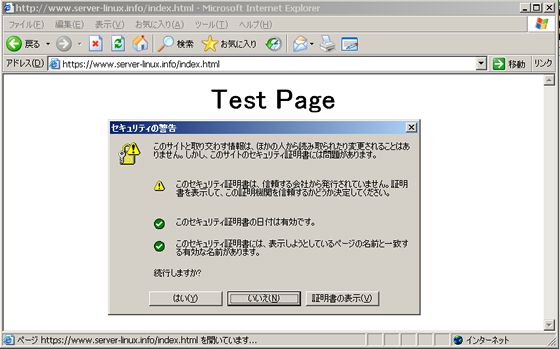 http://www.server-linux.info/index.html - Microsoft Internet Explorer
ファイル(F) 編集(E) 表示(V) お気に入り(A) ツール(T) ヘルプ(H)
戻る 検索 お気に入り
アドレス(D) https://www.server-linux.info/index.html 移動 リンク
Test Page
セキュリティの警告
このサイトと取り交わす情報は、ほかの人から読み取られたり変更されることはあ
りません。しかし、このサイトのセキュリティ証明書には問題があります。
このセキュリティ証明書は、信頼する会社から発行されていません。証明
書を表示して、この証明機関を信頼するかどうか決定してください。
このセキュリティ証明書の日付は有効です。
このセキュリティ証明書には、表示しようとしているページの名前と一致す
る有効な名前があります。
続行しますか?
はい(Y) いいえ(N) 証明書の表示(V)
ページ https://www.server-linux.info/index.html を開いています... インターネット